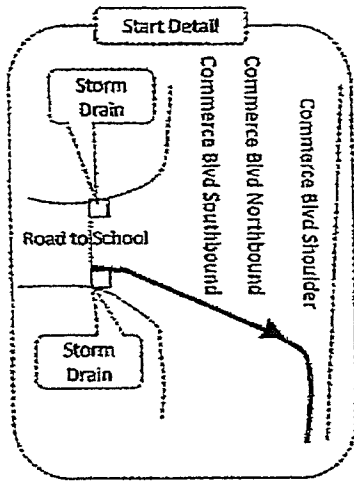 Start Detail
Storm
Drain
Commerce Blvd Southbound
Commerce Blvd Northbound
Commerce Blvd Shoulder
Road to School
Storm
Drain